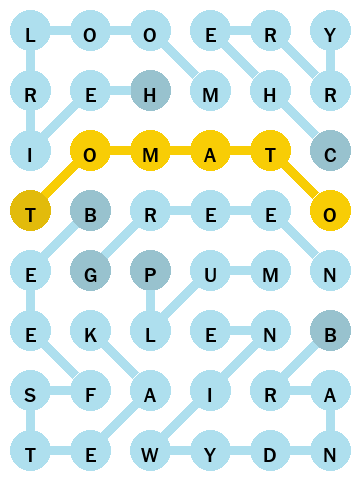 L O O E R Y
R E H M H R
I O M A T C
T B R E E O
E G P U M N
E K L E N B
S F A I R A
T E W Y D N